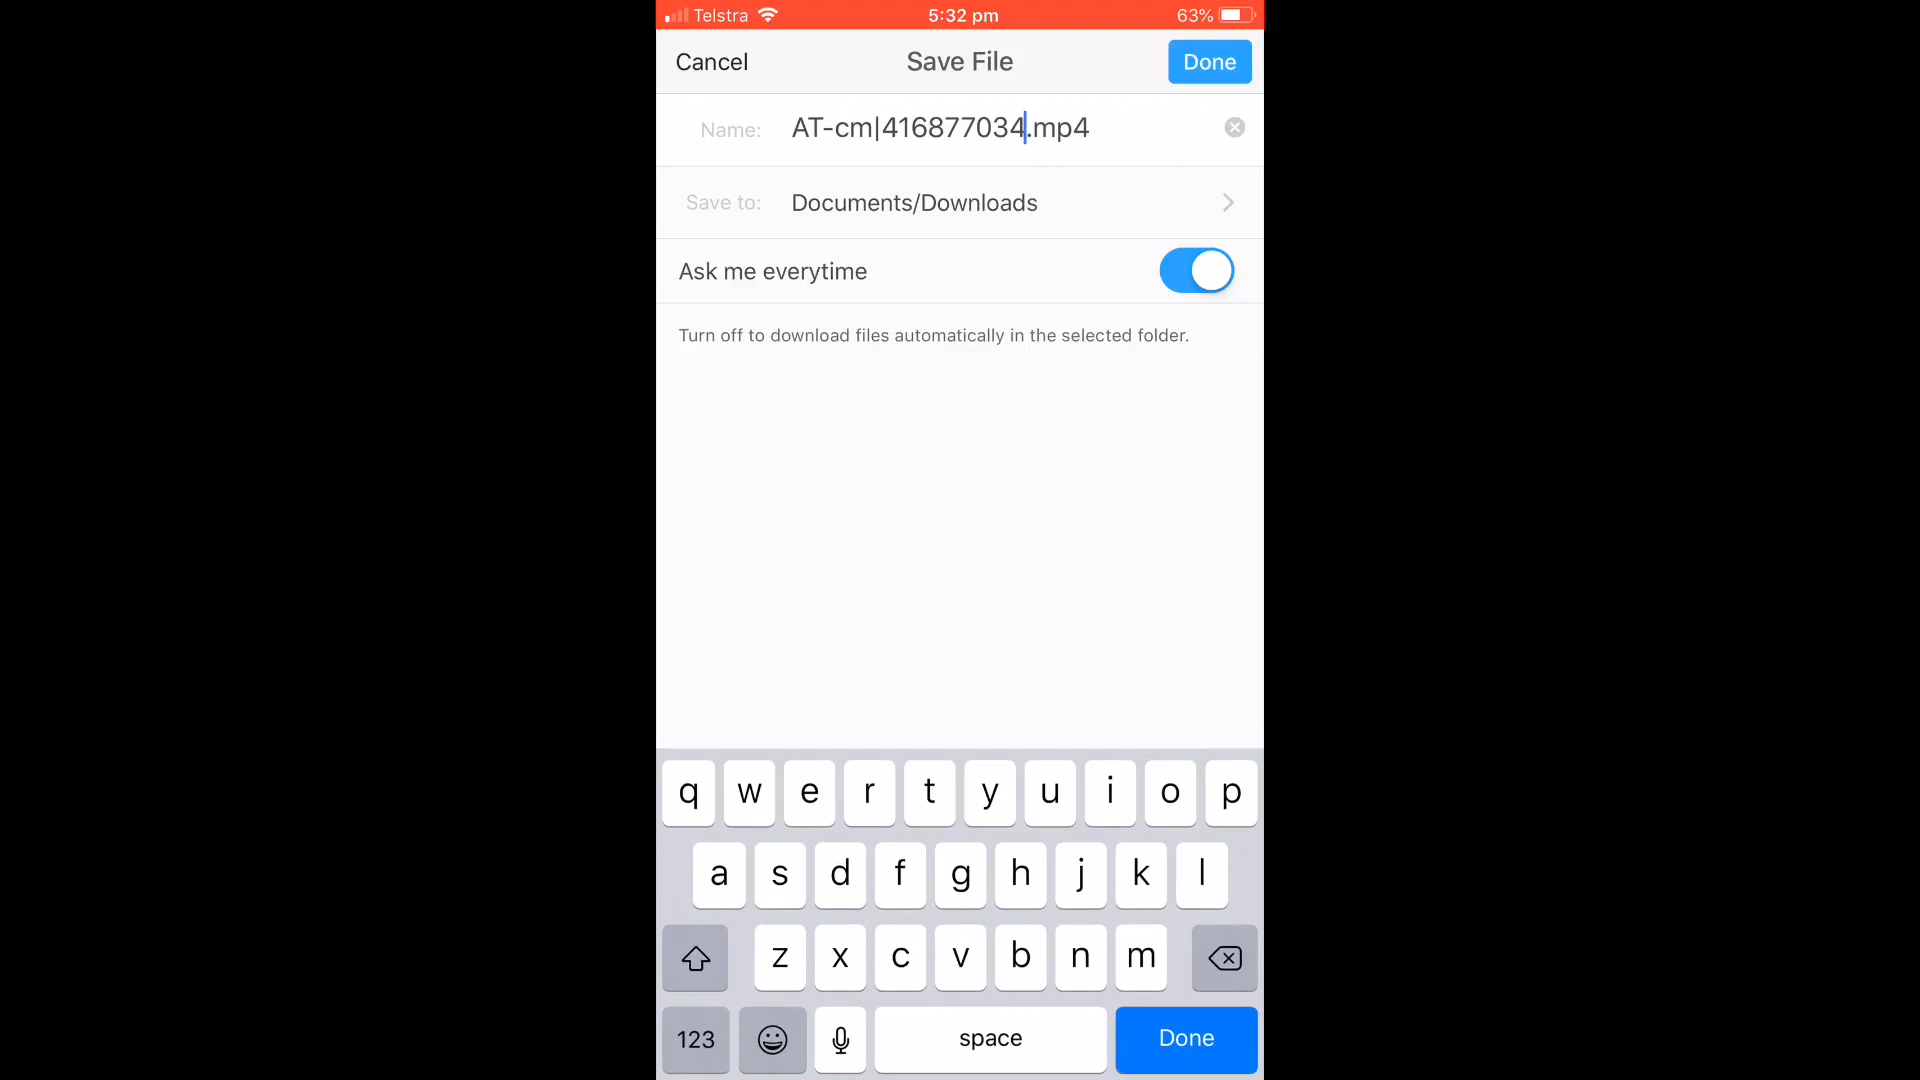 Telstra 5:32 pm 63%
Cancel Save File Done
Name: AT-cm|416877034.mp4
Save to: Documents/Downloads
Ask me everytime
Turn off to download files automatically in the selected folder.
q w e r t y u i o p
a s d f g h j k l
z x c v b n m
123 space Done